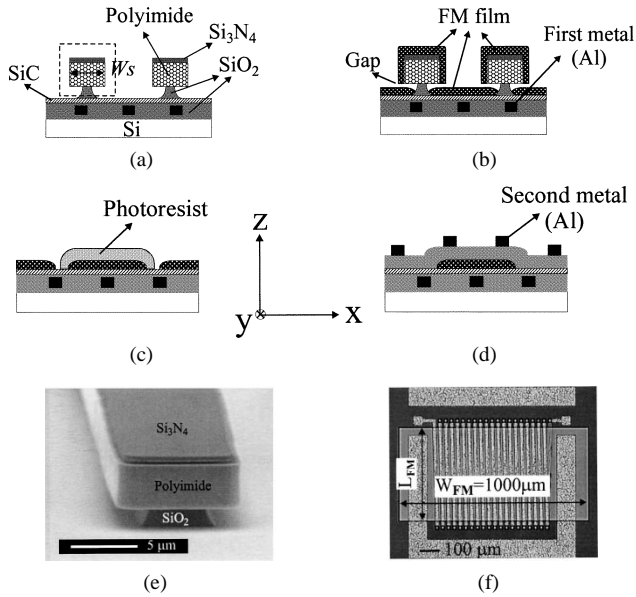 Polyimide
Si3N4
SiC
Ws
SiO2
Si
(a)
FM film
Gap
First metal
(Al)
(b)
Photoresist
(c)
z
y
x
Second metal
(Al)
(d)
Si3N4
Polyimide
SiO2
5 μm
(e)
LFM
WFM=1000μm
100 μm
(f)